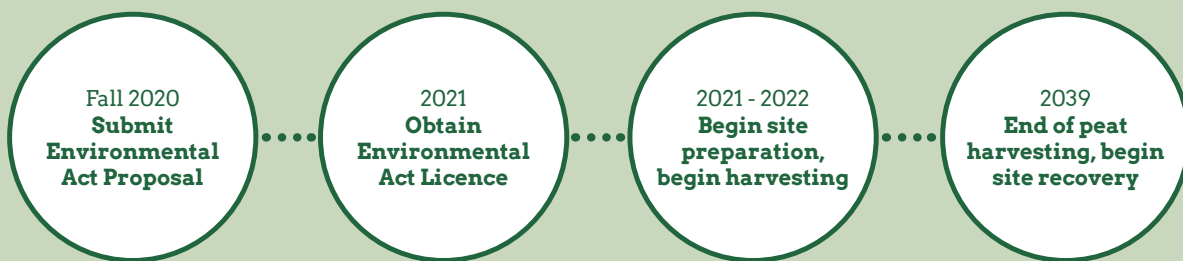 Fall 2020
Submit
Environmental
Act Proposal
2021
Obtain
Environmental
Act Licence
2021 - 2022
Begin site
preparation,
begin harvesting
2039
End of peat
harvesting, begin
site recovery